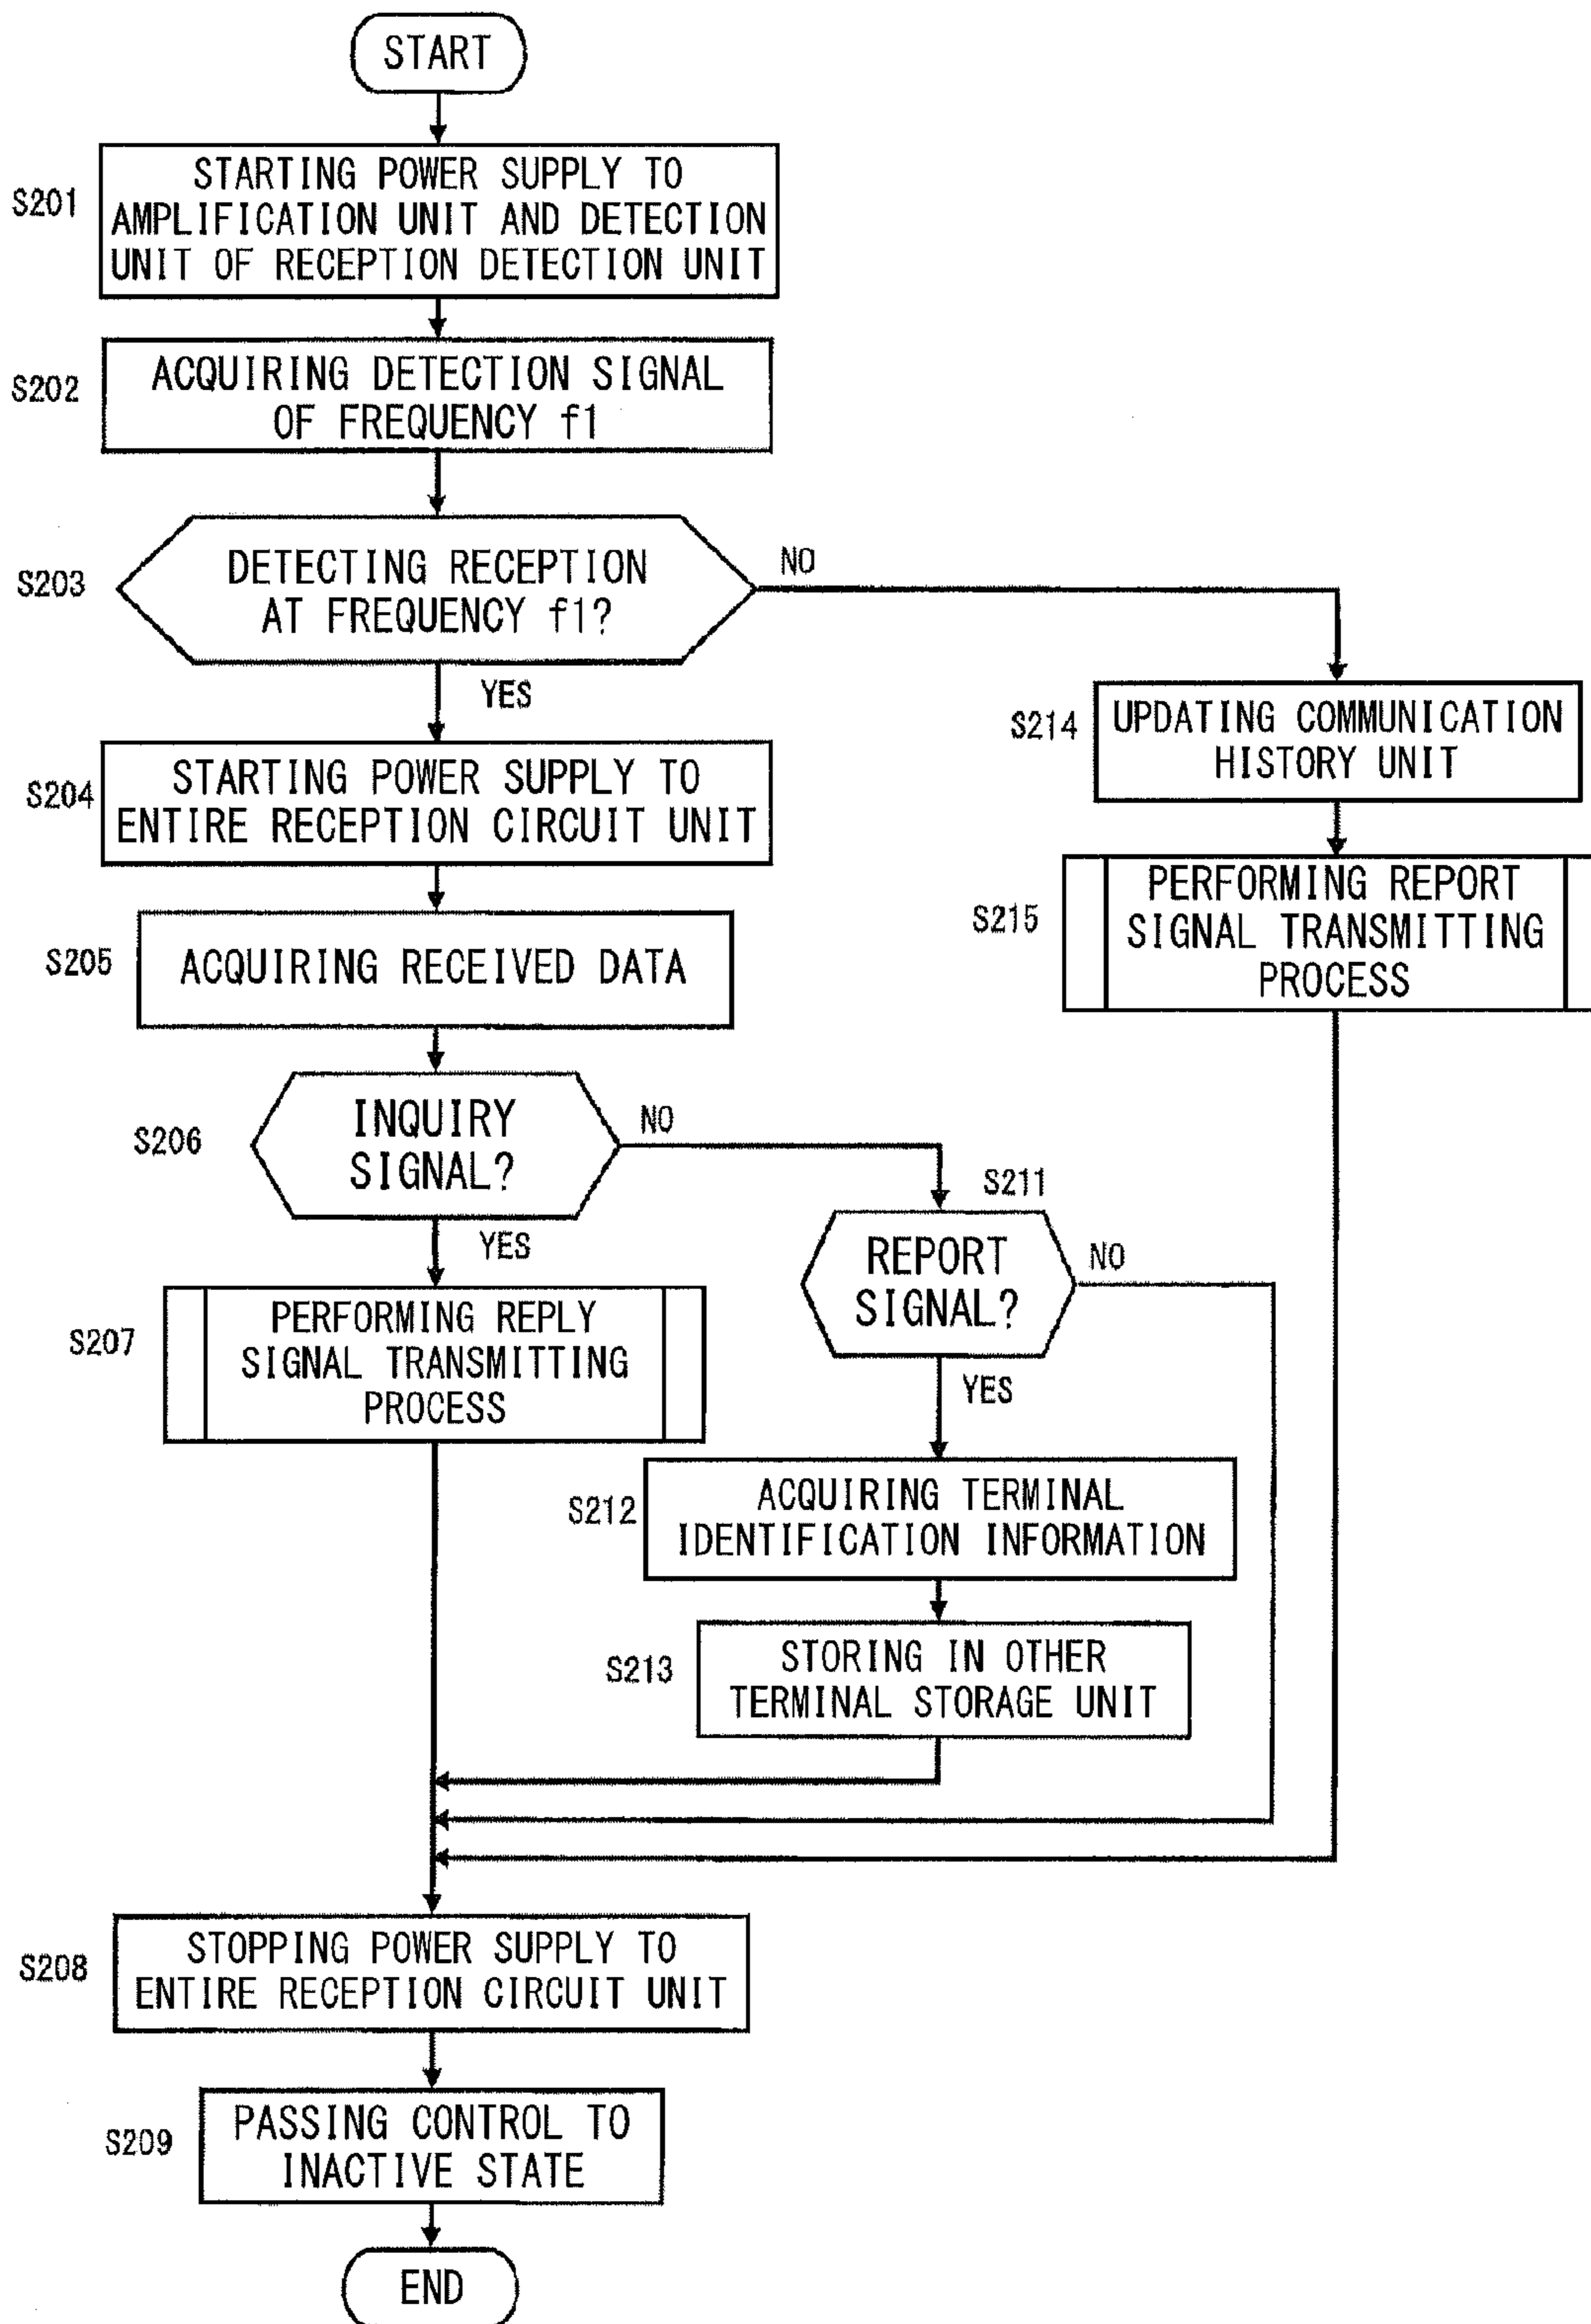 START
S201
STARTING POWER SUPPLY TO
AMPLIFICATION UNIT AND DETECTION
UNIT OF RECEPTION DETECTION UNIT
S202
ACQUIRING DETECTION SIGNAL
OF FREQUENCY f1
S203
DETECTING RECEPTION
AT FREQUENCY f1?
NO
YES
S214
UPDATING COMMUNICATION
HISTORY UNIT
S204
STARTING POWER SUPPLY TO
ENTIRE RECEPTION CIRCUIT UNIT
S215
PERFORMING REPORT
SIGNAL TRANSMITTING
PROCESS
S205
ACQUIRING RECEIVED DATA
S206
INQUIRY
SIGNAL?
NO
YES
S211
REPORT
SIGNAL?
NO
YES
S207
PERFORMING REPLY
SIGNAL TRANSMITTING
PROCESS
S212
ACQUIRING TERMINAL
IDENTIFICATION INFORMATION
S213
STORING IN OTHER
TERMINAL STORAGE UNIT
S208
STOPPING POWER SUPPLY TO
ENTIRE RECEPTION CIRCUIT UNIT
S209
PASSING CONTROL TO
INACTIVE STATE
END